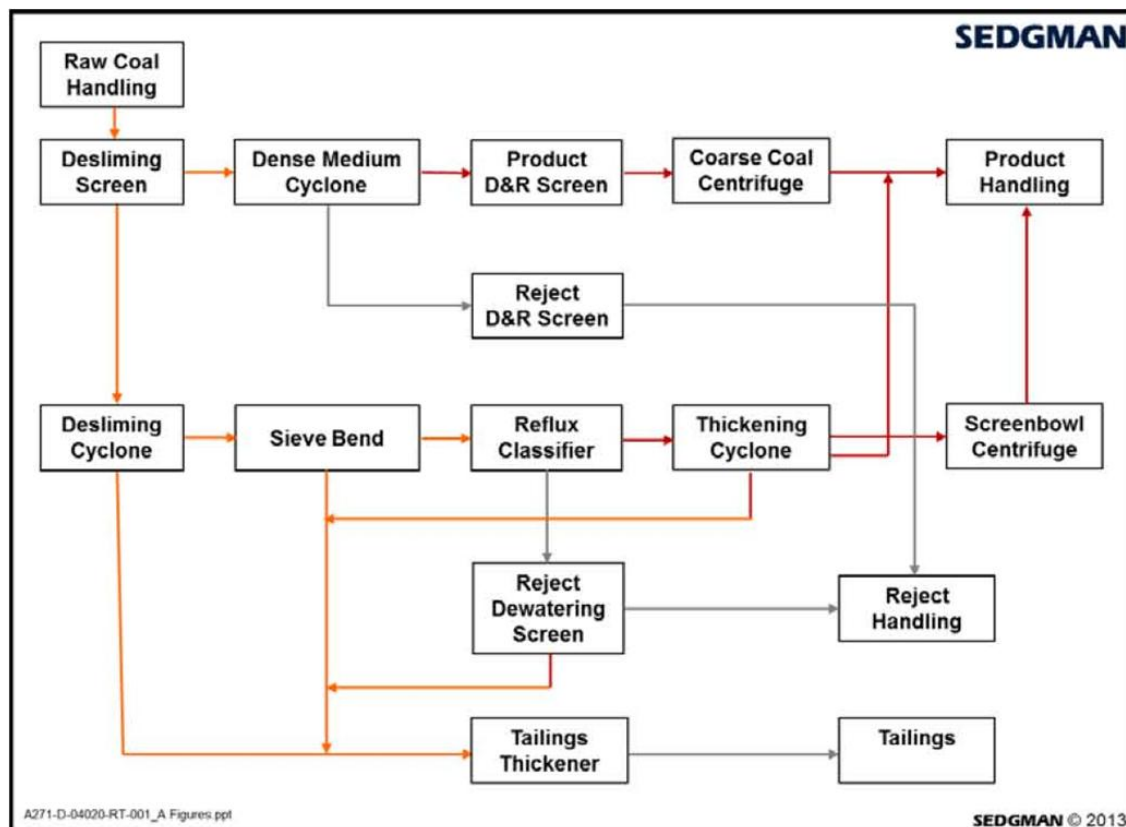 SEDGMAN
Raw Coal
Handling
Desliming
Screen
Dense Medium
Cyclone
Product
D&R Screen
Coarse Coal
Centrifuge
Product
Handling
Reject
D&R Screen
Desliming
Cyclone
Sieve Bend
Reflux
Classifier
Thickening
Cyclone
Screenbowl
Centrifuge
Reject
Dewatering
Screen
Reject
Handling
Tailings
Thickener
Tailings
A271-D-04020-RT-001_A Figures.ppt
SEDGMAN © 2013